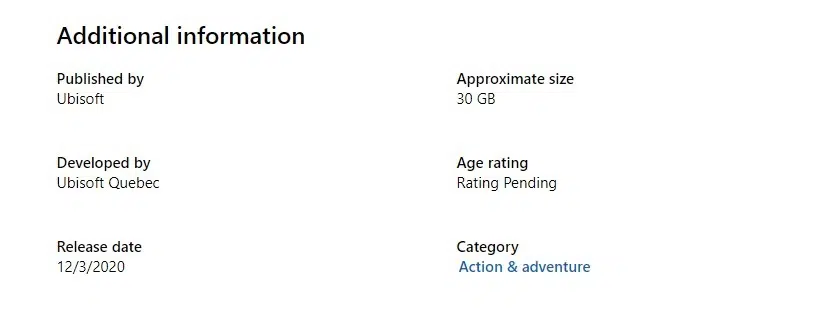 Additional information
Published by
Ubisoft
Approximate size
30 GB
Developed by
Ubisoft Quebec
Age rating
Rating Pending
Release date
12/3/2020
Category
Action & adventure